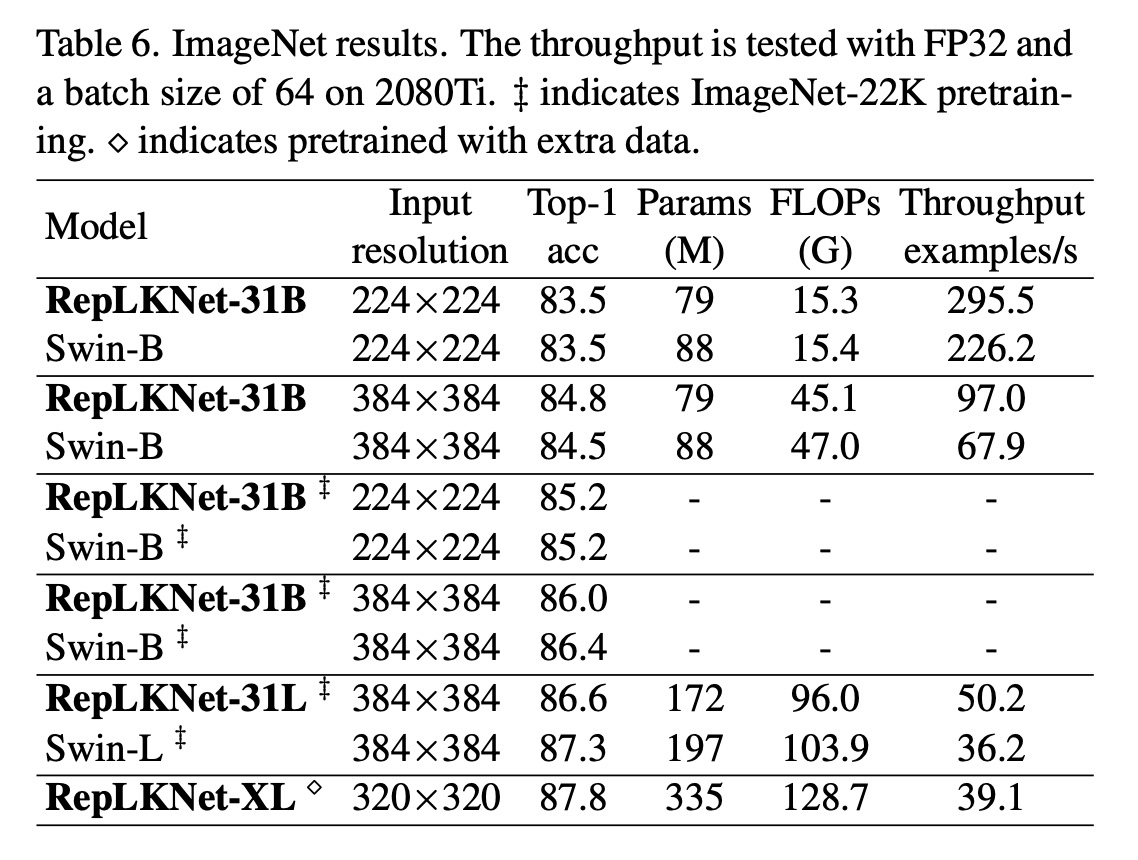 Table 6. ImageNet results. The throughput is tested with FP32 and
a batch size of 64 on 2080Ti. ‡ indicates ImageNet-22K pretrain-
ing. ⋄ indicates pretrained with extra data.
Model Input resolution Top-1 acc Params (M) FLOPs (G) Throughput examples/s
RepLKNet-31B 224×224 83.5 79 15.3 295.5
Swin-B 224×224 83.5 88 15.4 226.2
RepLKNet-31B 384×384 84.8 79 45.1 97.0
Swin-B 384×384 84.5 88 47.0 67.9
RepLKNet-31B ‡ 224×224 85.2 - - -
Swin-B ‡ 224×224 85.2 - - -
RepLKNet-31B ‡ 384×384 86.0 - - -
Swin-B ‡ 384×384 86.4 - - -
RepLKNet-31L ‡ 384×384 86.6 172 96.0 50.2
Swin-L ‡ 384×384 87.3 197 103.9 36.2
RepLKNet-XL ⋄ 320×320 87.8 335 128.7 39.1